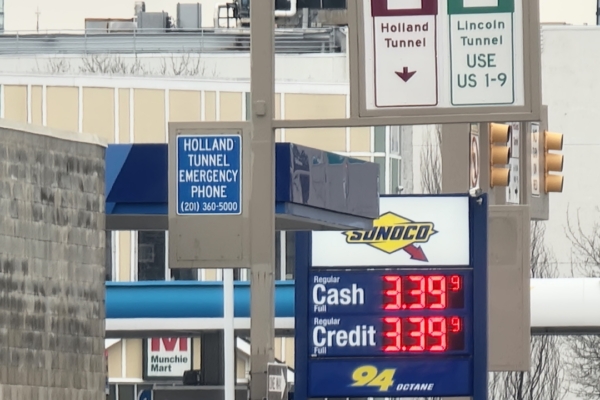 Holland
Tunnel
Lincoln
Tunnel
USE
US 1-9
HOLLAND
TUNNEL
EMERGENCY
PHONE
(201) 360-5000
SUNOCO
Regular
Cash
Full
3.39 9
Regular
Credit
Full
3.39 9
94 OCTANE
M
Munchie
Mart